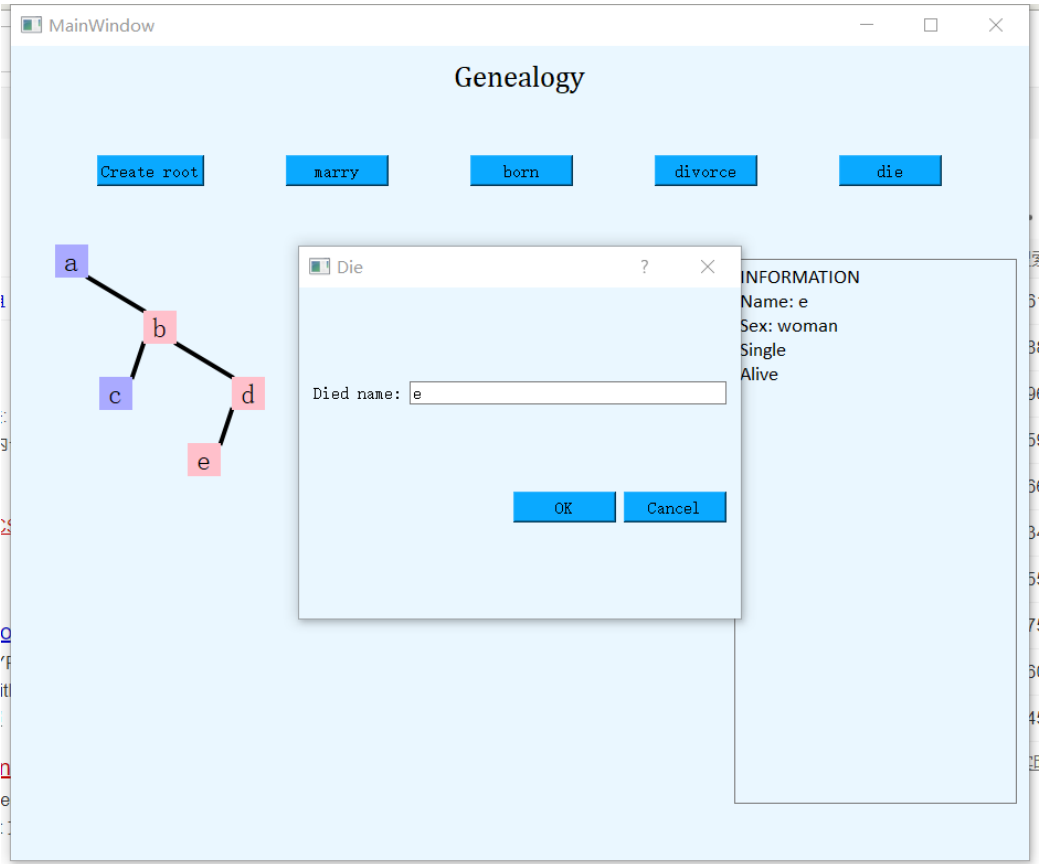 MainWindow
Genealogy
Create root marry born divorce die
a
b
c d
e
Die ?
Died name: e
OK Cancel
INFORMATION
Name: e
Sex: woman
Single
Alive